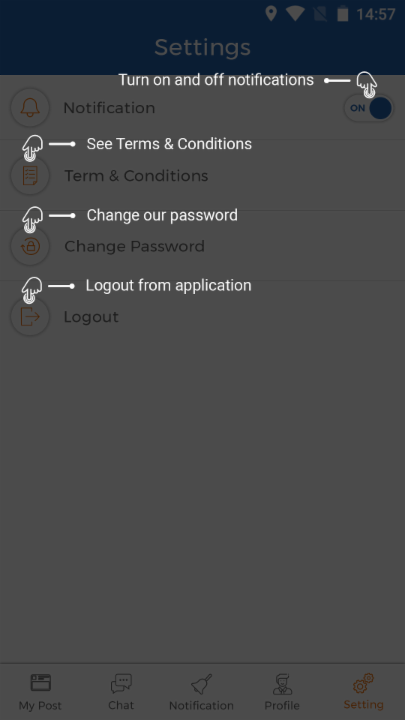 14:57
Settings
Turn on and off notifications
Notification
ON
See Terms & Conditions
Term & Conditions
Change our password
Change Password
Logout from application
Logout
My Post
Chat
Notification
Profile
Setting